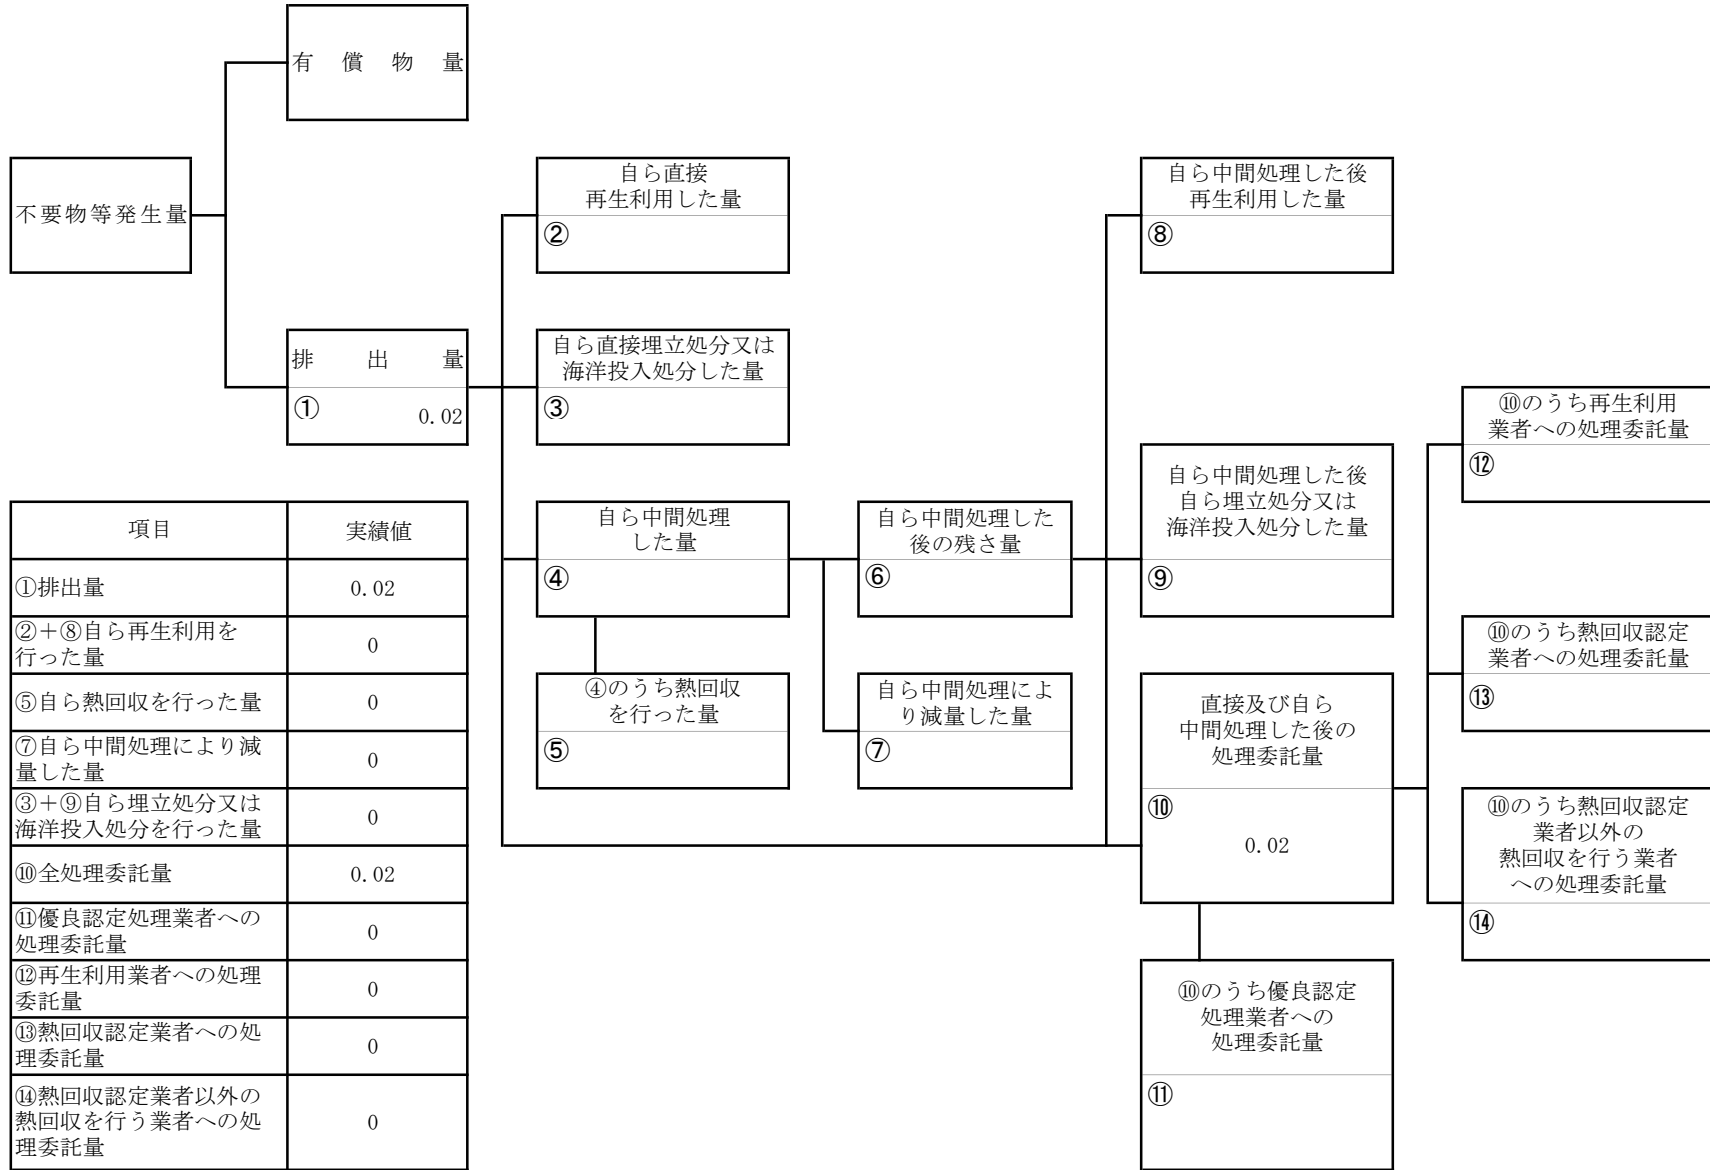 有償物量
不要物等発生量
排出量
① 0.02
自ら直接
再生利用した量
②
自ら直接埋立処分又は
海洋投入処分した量
③
自ら中間処理
した量
④
④のうち熱回収
を行った量
⑤
自ら中間処理した
後の残さ量
⑥
自ら中間処理によ
り減量した量
⑦
自ら中間処理した後
再生利用した量
⑧
自ら中間処理した後
自ら埋立処分又は
海洋投入処分した量
⑨
直接及び自ら
中間処理した後の
処理委託量
⑩
0.02
⑩のうち優良認定
処理業者への
処理委託量
⑪
⑩のうち再生利用
業者への処理委託量
⑫
⑩のうち熱回収認定
業者への処理委託量
⑬
⑩のうち熱回収認定
業者以外の
熱回収を行う業者
への処理委託量
⑭
項目 実績値
①排出量 0.02
②+⑧自ら再生利用を
行った量 0
⑤自ら熱回収を行った量 0
⑦自ら中間処理により減
量した量 0
③+⑨自ら埋立処分又は
海洋投入処分を行った量 0
⑩全処理委託量 0.02
⑪優良認定処理業者への
処理委託量 0
⑫再生利用業者への処理
委託量 0
⑬熱回収認定業者への処
理委託量 0
⑭熱回収認定業者以外の
熱回収を行う業者への処
理委託量 0